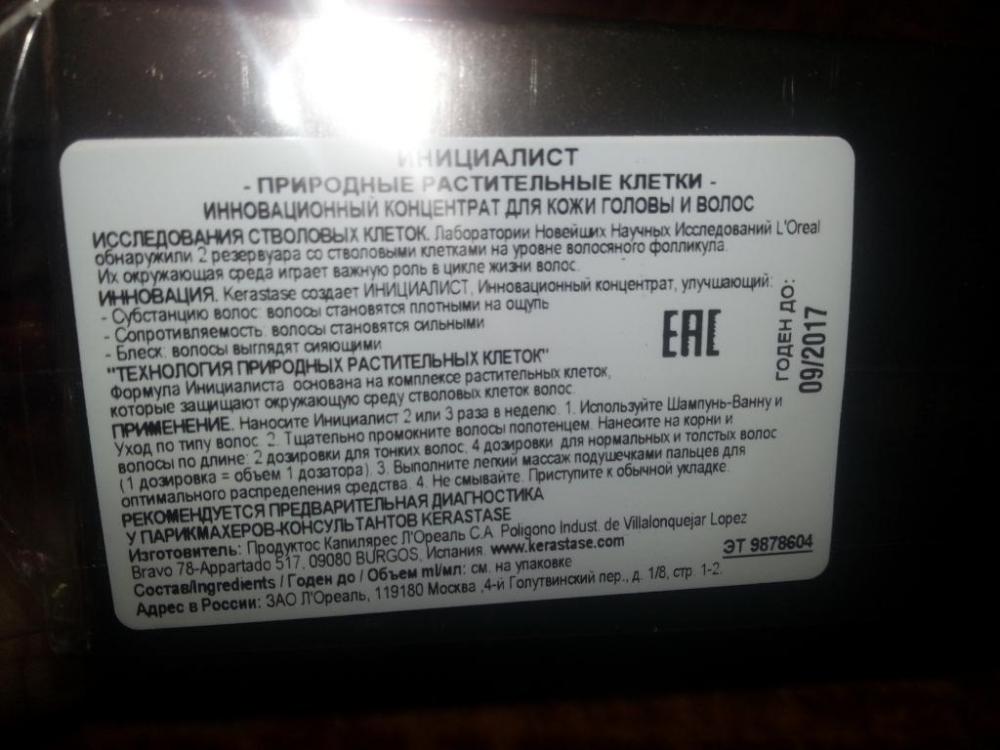 ИНИЦИАЛИСТ
- ПРИРОДНЫЕ РАСТИТЕЛЬНЫЕ КЛЕТКИ -
ИННОВАЦИОННЫЙ КОНЦЕНТРАТ ДЛЯ КОЖИ ГОЛОВЫ И ВОЛОС
ИССЛЕДОВАНИЯ СТВОЛОВЫХ КЛЕТОК. Лаборатории Новейших Научных Исследований L'Oreal
обнаружили 2 резервуара со стволовыми клетками на уровне волосяного фолликула.
Их окружающая среда играет важную роль в цикле жизни волос.
ИННОВАЦИЯ. Kerastase создает ИНИЦИАЛИСТ. Инновационный концентрат, улучшающий:
- Субстанцию волос: волосы становятся плотными на ощупь
- Сопротивляемость: волосы становятся сильными
- Блеск: волосы выглядят сияющими
"ТЕХНОЛОГИЯ ПРИРОДНЫХ РАСТИТЕЛЬНЫХ КЛЕТОК"
Формула Инициалиста основана на комплексе растительных клеток,
которые защищают окружающую среду стволовых клеток волос.
ПРИМЕНЕНИЕ. Наносите Инициалист 2 или 3 раза в неделю. 1. Используйте Шампунь-Ванну и
Уход по типу волос. 2. Тщательно промокните волосы полотенцем. Нанесите на корни и
волосы по длине: 2 дозировки для тонких волос, 4 дозировки для нормальных и толстых волос
(1 дозировка = объем 1 дозатора). 3. Выполните легкий массаж подушечками пальцев для
оптимального распределения средства. 4. Не смывайте. Приступите к обычной укладке.
РЕКОМЕНДУЕТСЯ ПРЕДВАРИТЕЛЬНАЯ ДИАГНОСТИКА
У ПАРИКМАХЕРОВ-КОНСУЛЬТАНТОВ KERASTASE
Изготовитель: Продуктос Капилярес Л'Ореаль С.А. Poligono Indust. de Villalonquejar Lopez
Bravo 78-Appartado 517, 09080 BURGOS, Испания. www.kerastase.com
Состав/Ingredients / Годен до / Объем ml/мл: см. на упаковке
Адрес в России: ЗАО Л'Ореаль, 119180 Москва ,4-й Голутвинский пер., д. 1/8, стр. 1-2.
ЭТ 9878604
EAC
ГОДЕН ДО:
09/2017